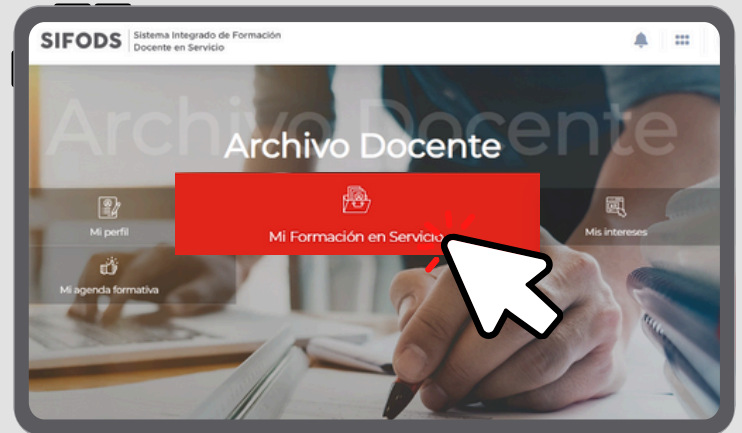 SIFODS
Sistema Integrado de Formación
Docente en Servicio
Archivo Docente
Archivo Docente
Mi perfil
Mi Formación en Servicio
Mis intereses
Mi agenda formativa